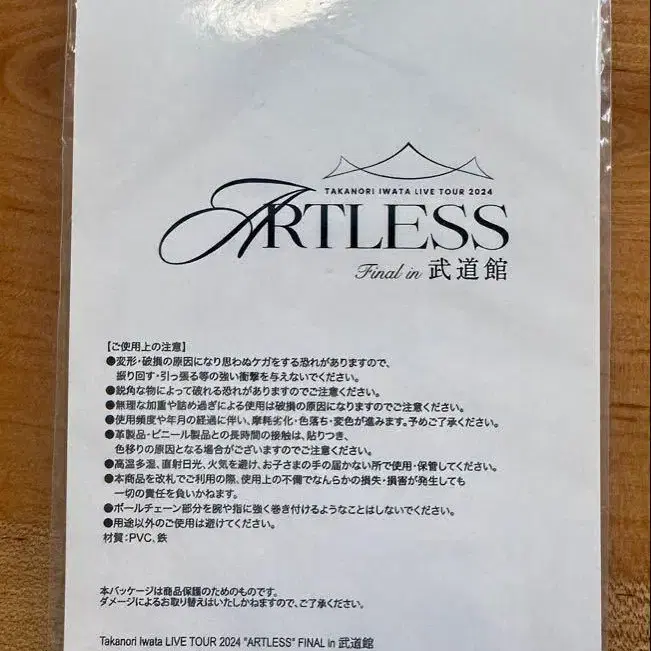 TAKANORI IWATA LIVE TOUR 2024
ARTLESS
Final in 武道館
【ご使用上の注意】
●変形・破損の原因になり思わぬケガをする恐れがありますので、
振り回す・引っ張る等の強い衝撃を与えないでください。
●鋭角な物によって破れる恐れがありますのでご注意ください。
●無理な加重や詰め過ぎによる使用は破損の原因になりますのでご注意ください。
●使用頻度や年月の経過に伴い、摩耗劣化・色落ち・変色が進みます。予めご了承ください。
●革製品・ビニール製品との長時間の接触は、貼りつき、
色移りの原因となる場合がございますのでご注意ください。
●高温多湿、直射日光、火気を避け、お子さまの手の届かない所で使用・保管してください。
●本商品を改札でご利用の際、使用上の不備でなんらかの損失・損害が発生しても
一切の責任を負いかねます。
●ボールチェーン部分を腕や指に強く巻き付けるようなことはしないでください。
●用途以外のご使用は避けてください。
材質：PVC、鉄
本パッケージは商品保護のためのものです。
ダメージによるお取り替えはいたしかねますので、ご了承ください。
Takanori Iwata LIVE TOUR 2024 "ARTLESS" FINAL in 武道館